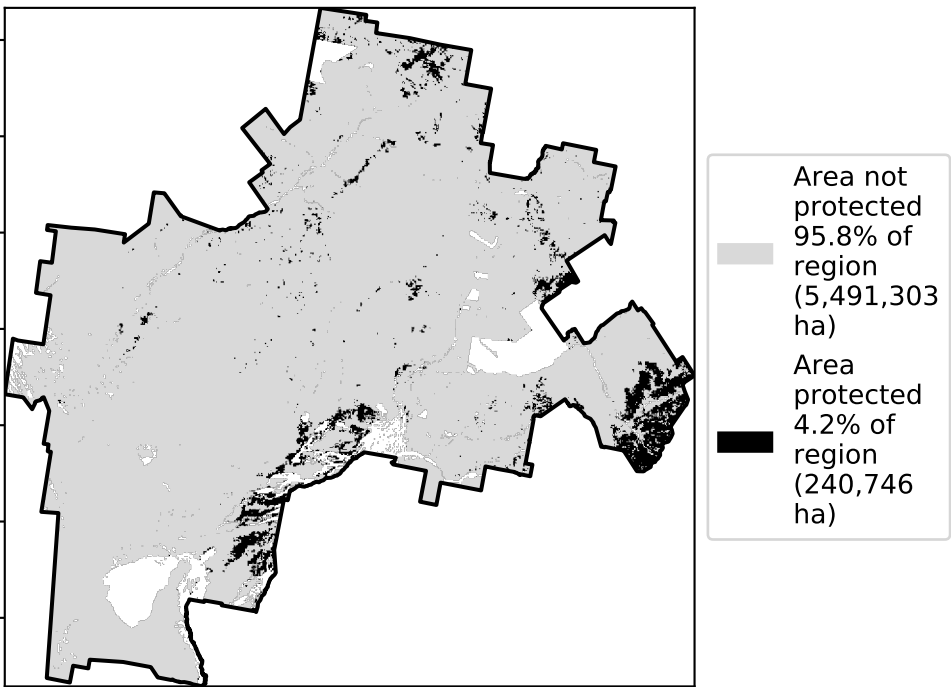 Area not
protected
95.8% of
region
(5,491,303
ha)
Area
protected
4.2% of
region
(240,746
ha)